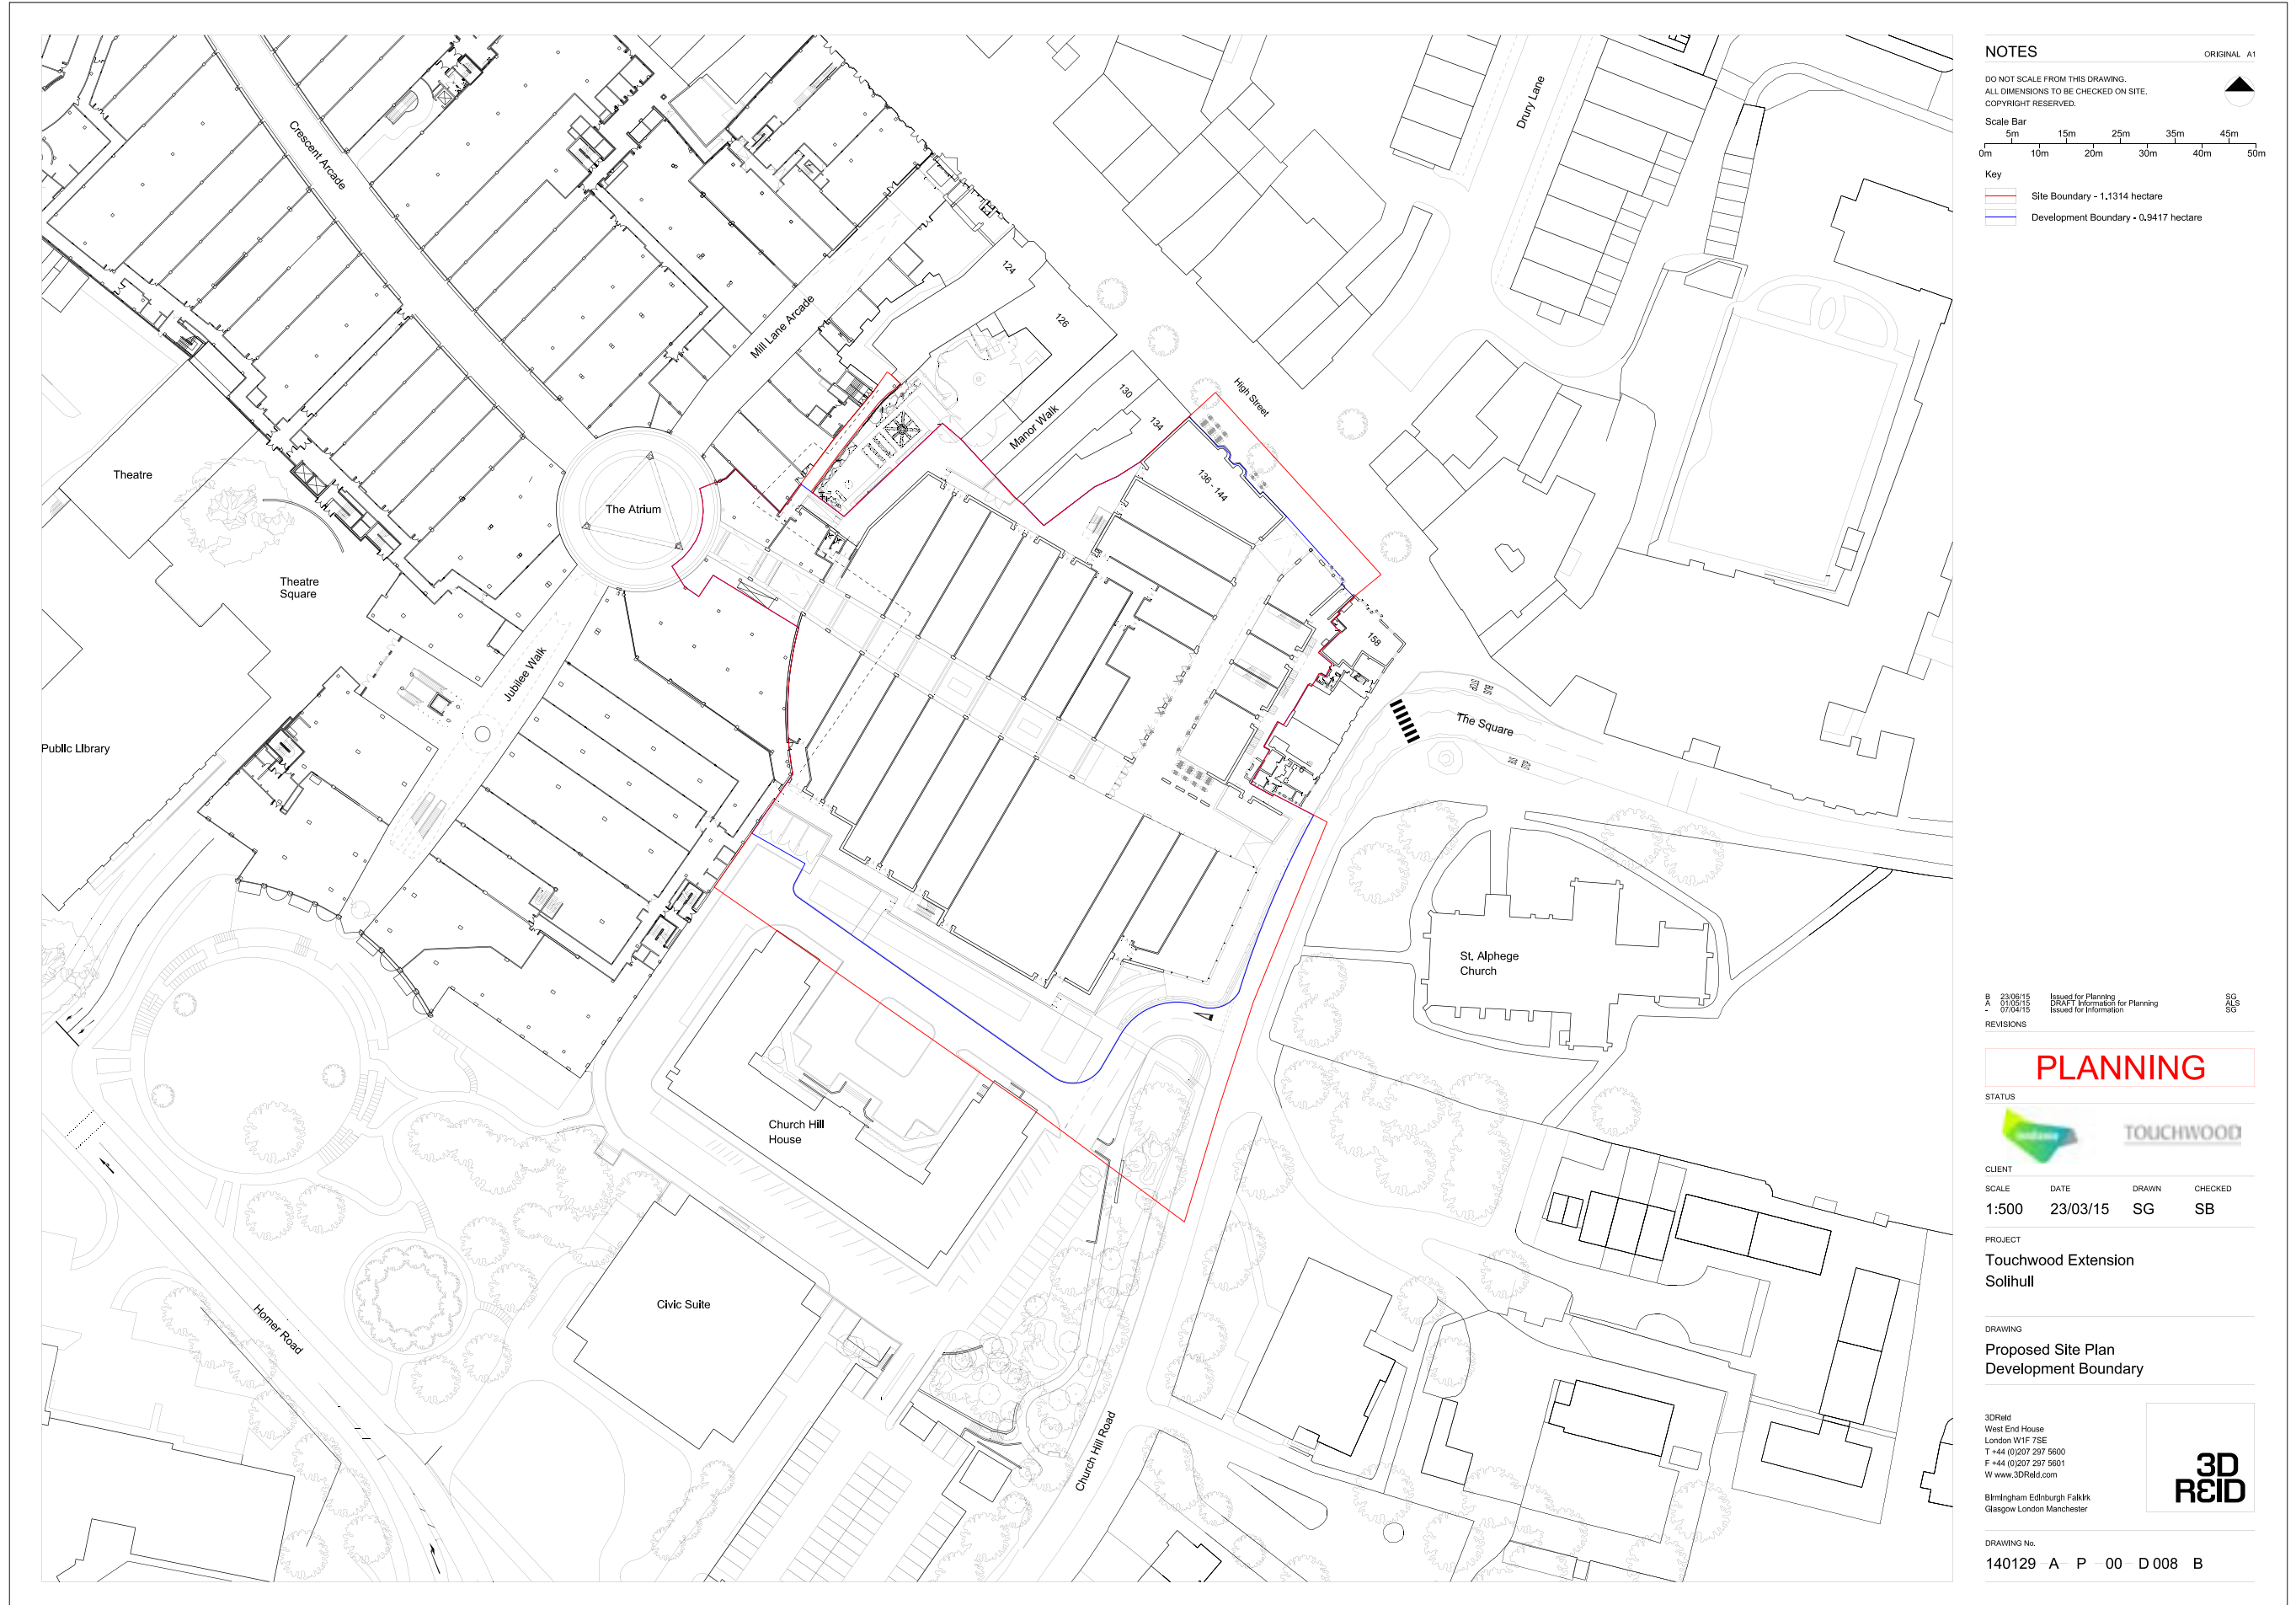 Crescent Arcade
Drury Lane
Mill Lane Arcade
124
126
130
134
High Street
Manor Walk
136 - 144
Theatre
The Atrium
Theatre
Square
158
Jubilee Walk
BUS
STOP
The Square
Public Library
St. Alphege
Church
Church Hill
House
Civic Suite
Homer Road
Church Hill Road
NOTES
ORIGINAL A1
DO NOT SCALE FROM THIS DRAWING.
ALL DIMENSIONS TO BE CHECKED ON SITE.
COPYRIGHT RESERVED.
Scale Bar
5m 15m 25m 35m 45m
0m 10m 20m 30m 40m 50m
Key
Site Boundary - 1.1314 hectare
Development Boundary - 0.9417 hectare
B 23/06/15 Issued for Planning SG
A 01/05/15 DRAFT Information for Planning ALS
- 07/04/15 Issued for Information SG
REVISIONS
PLANNING
STATUS
TOUCHWOOD
CLIENT
SCALE DATE DRAWN CHECKED
1:500 23/03/15 SG SB
PROJECT
Touchwood Extension
Solihull
DRAWING
Proposed Site Plan
Development Boundary
3DReid
West End House
London W1F 7SE
T +44 (0)207 297 5600
F +44 (0)207 297 5601
W www.3DReid.com
Birmingham Edinburgh Falkirk
Glasgow London Manchester
3D
REID
DRAWING No.
140129 A P 00 D 008 B